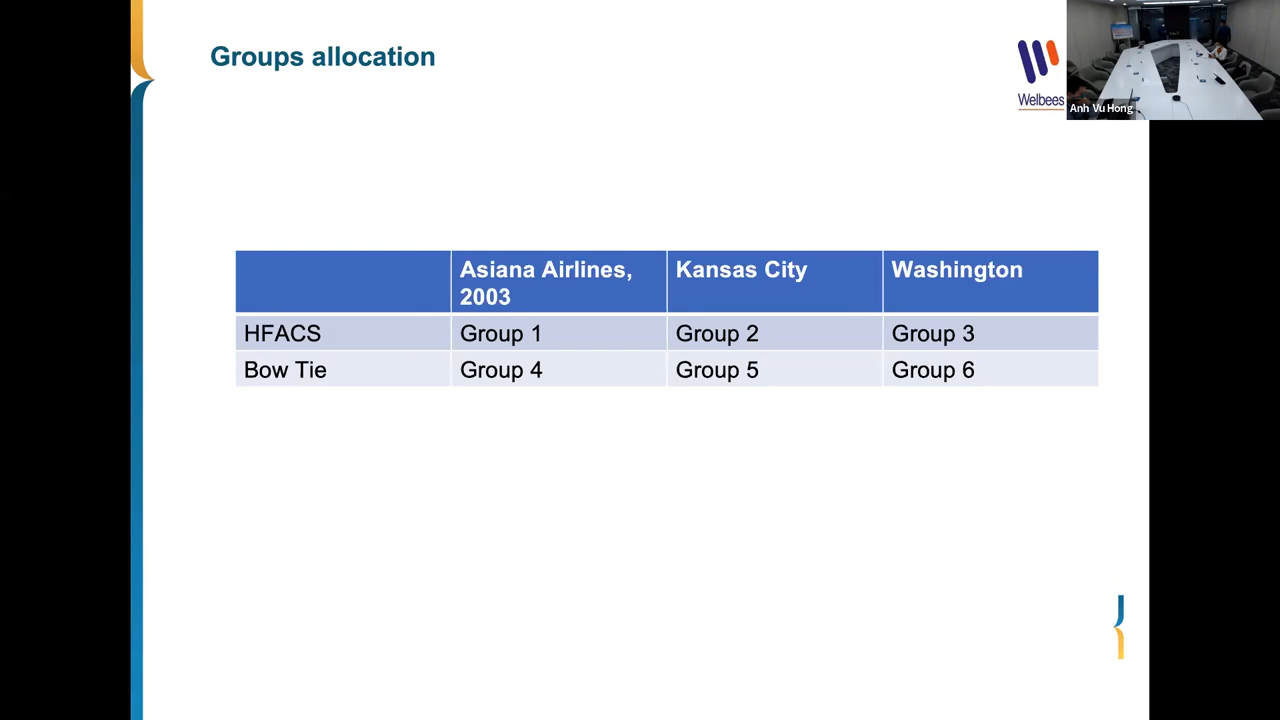 Groups allocation
Welbees
Anh Vu Hong
Asiana Airlines, Kansas City Washington
2003
HFACS Group 1 Group 2 Group 3
Bow Tie Group 4 Group 5 Group 6